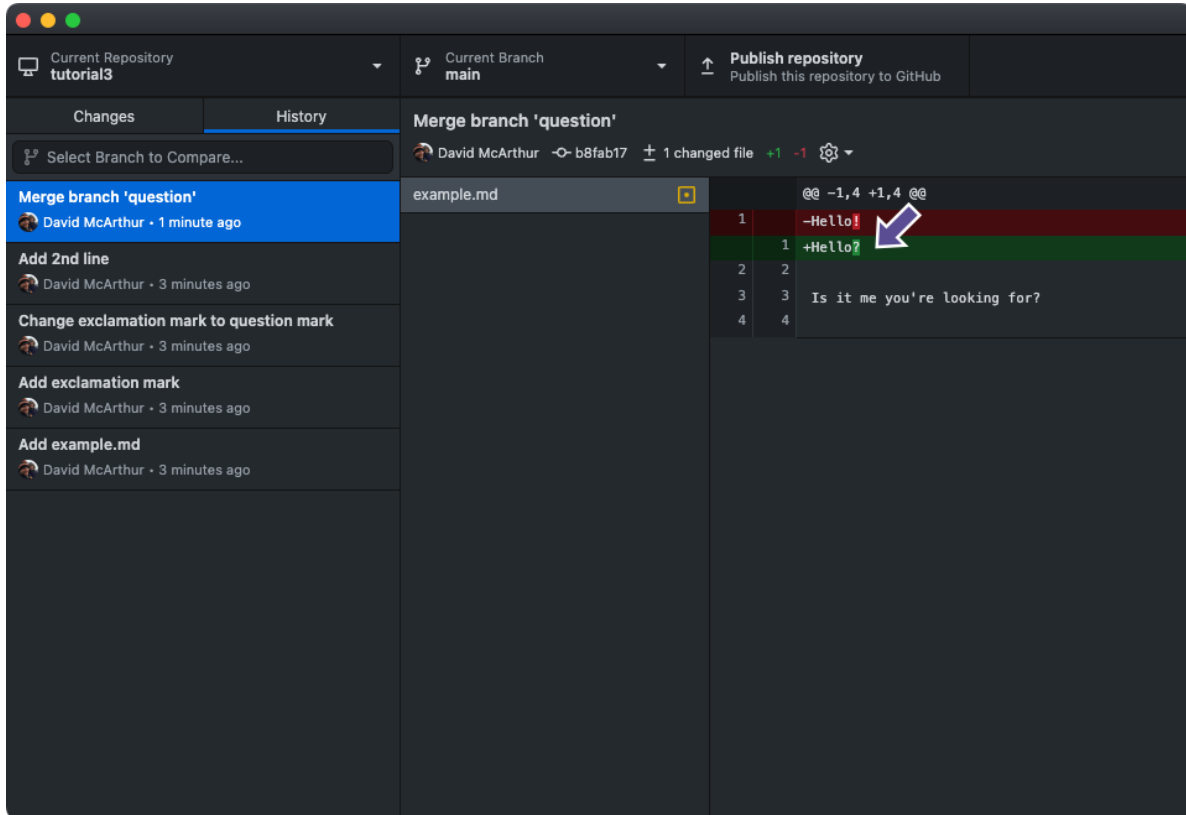 Current Repository
tutorial3
Current Branch
main
Publish repository
Publish this repository to GitHub
Changes
History
Select Branch to Compare...
Merge branch 'question'
David McArthur • 1 minute ago
Add 2nd line
David McArthur • 3 minutes ago
Change exclamation mark to question mark
David McArthur • 3 minutes ago
Add exclamation mark
David McArthur • 3 minutes ago
Add example.md
David McArthur • 3 minutes ago
Merge branch 'question'
David McArthur b8fab17 1 changed file +1 -1
example.md
@@ -1,4 +1,4 @@
1 -Hello!
1 +Hello?
2 2
3 3 Is it me you're looking for?
4 4